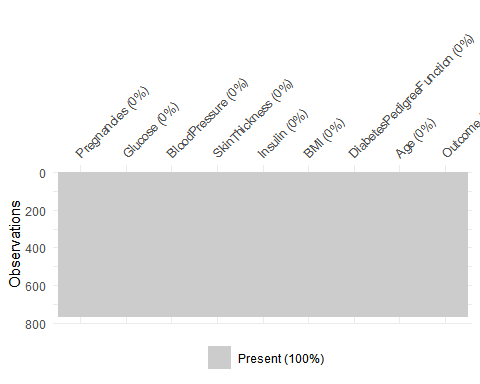 Pregnancies (0%)
Glucose (0%)
BloodPressure (0%)
SkinThickness (0%)
Insulin (0%)
BMI (0%)
DiabetesPedigreeFunction (0%)
Age (0%)
Outcome
Observations
0
200
400
600
800
Present (100%)